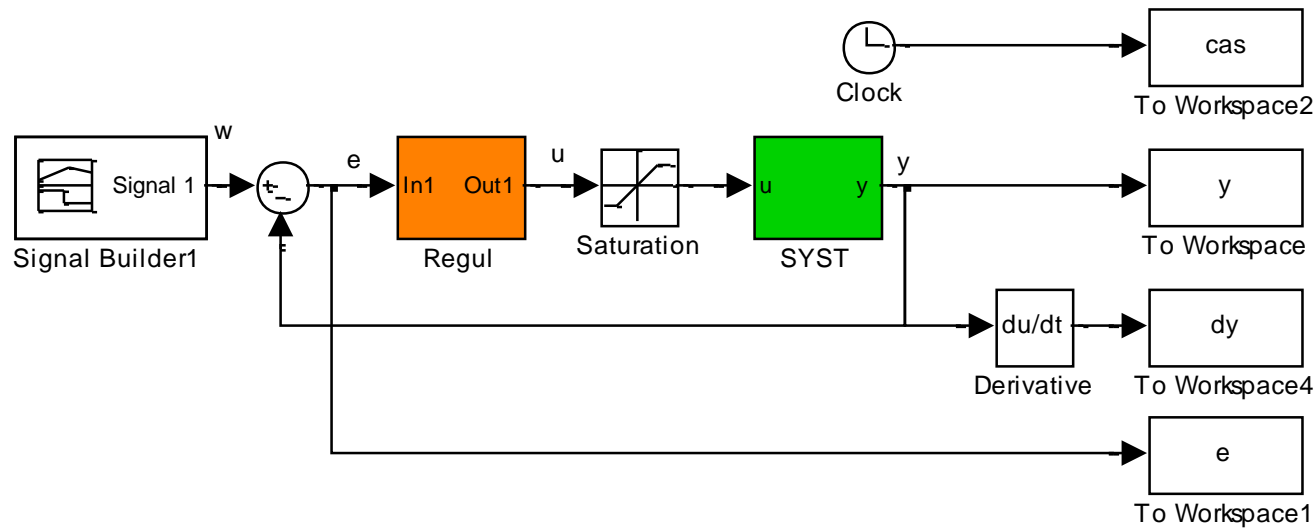 cas
Clock
To Workspace2
w
e
u
y
Signal 1
+
−
In1
Out1
u
y
y
Signal Builder1
Regul
Saturation
SYST
To Workspace
du/dt
dy
Derivative
To Workspace4
e
To Workspace1